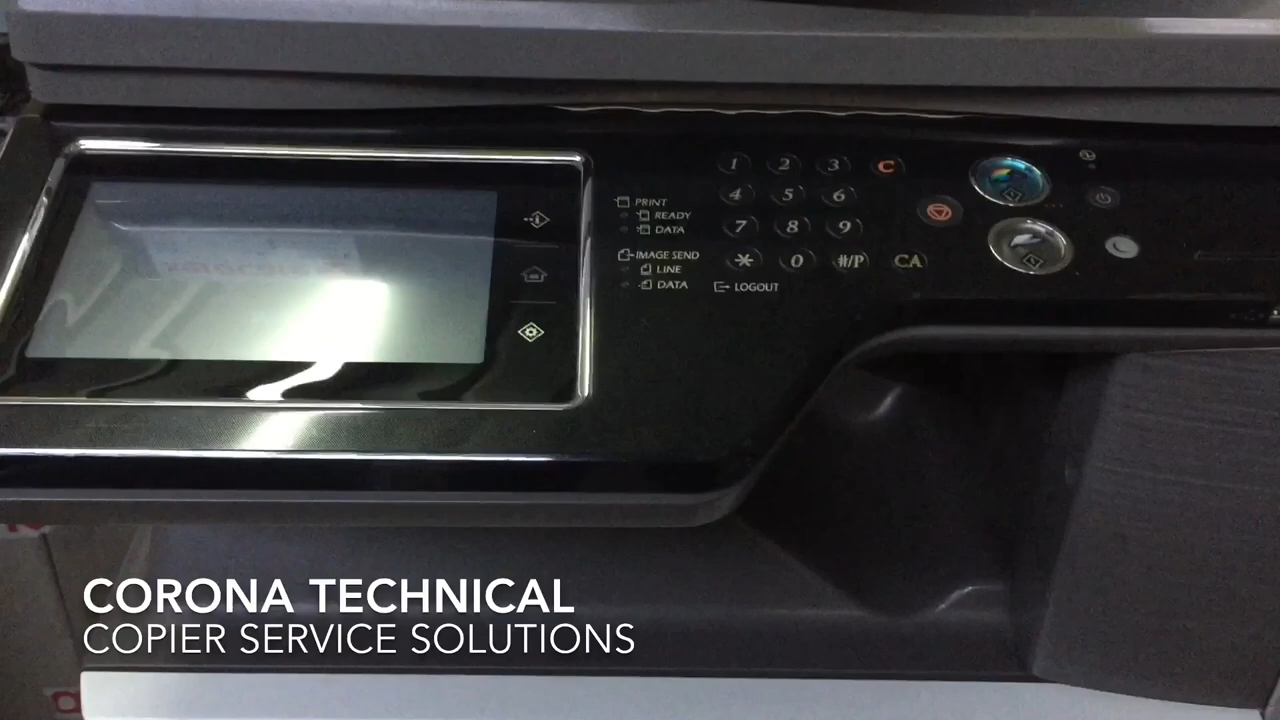 1 2 3 C
4 5 6
7 8 9
* 0 #/P CA
PRINT
READY
DATA
IMAGE SEND
LINE
DATA
LOGOUT
CORONA TECHNICAL
COPIER SERVICE SOLUTIONS